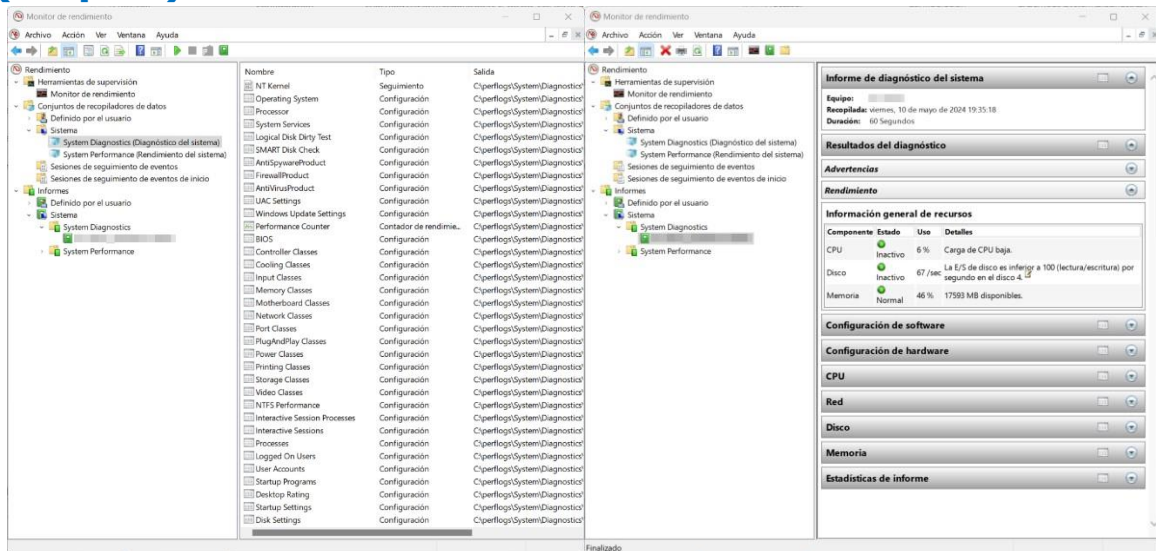 Monitor de rendimiento
Archivo Acción Ver Ventana Ayuda
Rendimiento
Herramientas de supervisión
Monitor de rendimiento
Conjuntos de recopiladores de datos
Definido por el usuario
Sistema
System Diagnostics (Diagnóstico del sistema)
System Performance (Rendimiento del sistema)
Sesiones de seguimiento de eventos
Sesiones de seguimiento de eventos de inicio
Informes
Definido por el usuario
Sistema
System Diagnostics
System Performance
Nombre Tipo Salida
NT Kernel Seguimiento C:\perflogs\System\Diagnostics\
Operating System Configuración C:\perflogs\System\Diagnostics\
Processor Configuración C:\perflogs\System\Diagnostics\
System Services Configuración C:\perflogs\System\Diagnostics\
Logical Disk Dirty Test Configuración C:\perflogs\System\Diagnostics\
SMART Disk Check Configuración C:\perflogs\System\Diagnostics\
AntiSpywareProduct Configuración C:\perflogs\System\Diagnostics\
FirewallProduct Configuración C:\perflogs\System\Diagnostics\
AntiVirusProduct Configuración C:\perflogs\System\Diagnostics\
UAC Settings Configuración C:\perflogs\System\Diagnostics\
Windows Update Settings Configuración C:\perflogs\System\Diagnostics\
Performance Counter Contador de rendimie... C:\perflogs\System\Diagnostics\
BIOS Configuración C:\perflogs\System\Diagnostics\
Controller Classes Configuración C:\perflogs\System\Diagnostics\
Cooling Classes Configuración C:\perflogs\System\Diagnostics\
Input Classes Configuración C:\perflogs\System\Diagnostics\
Memory Classes Configuración C:\perflogs\System\Diagnostics\
Motherboard Classes Configuración C:\perflogs\System\Diagnostics\
Network Classes Configuración C:\perflogs\System\Diagnostics\
Port Classes Configuración C:\perflogs\System\Diagnostics\
PlugAndPlay Classes Configuración C:\perflogs\System\Diagnostics\
Power Classes Configuración C:\perflogs\System\Diagnostics\
Printing Classes Configuración C:\perflogs\System\Diagnostics\
Storage Classes Configuración C:\perflogs\System\Diagnostics\
Video Classes Configuración C:\perflogs\System\Diagnostics\
NTFS Performance Configuración C:\perflogs\System\Diagnostics\
Interactive Session Processes Configuración C:\perflogs\System\Diagnostics\
Interactive Sessions Configuración C:\perflogs\System\Diagnostics\
Processes Configuración C:\perflogs\System\Diagnostics\
Logged On Users Configuración C:\perflogs\System\Diagnostics\
User Accounts Configuración C:\perflogs\System\Diagnostics\
Startup Programs Configuración C:\perflogs\System\Diagnostics\
Desktop Rating Configuración C:\perflogs\System\Diagnostics\
Startup Settings Configuración C:\perflogs\System\Diagnostics\
Disk Settings Configuración C:\perflogs\System\Diagnostics\
Monitor de rendimiento
Archivo Acción Ver Ventana Ayuda
Rendimiento
Herramientas de supervisión
Monitor de rendimiento
Conjuntos de recopiladores de datos
Definido por el usuario
Sistema
System Diagnostics (Diagnóstico del sistema)
System Performance (Rendimiento del sistema)
Sesiones de seguimiento de eventos
Sesiones de seguimiento de eventos de inicio
Informes
Definido por el usuario
Sistema
System Diagnostics
System Performance
Informe de diagnóstico del sistema
Equipo:
Recopilada: viernes, 10 de mayo de 2024 19:35:18
Duración: 60 Segundos
Resultados del diagnóstico
Advertencias
Rendimiento
Información general de recursos
Componente Estado Uso Detalles
CPU Inactivo 6 % Carga de CPU baja.
Disco Inactivo 67 /sec La E/S de disco es inferior a 100 (lectura/escritura) por
segundo en el disco 4.
Memoria Normal 46 % 17593 MB disponibles.
Configuración de software
Configuración de hardware
CPU
Red
Disco
Memoria
Estadísticas de informe
Finalizado